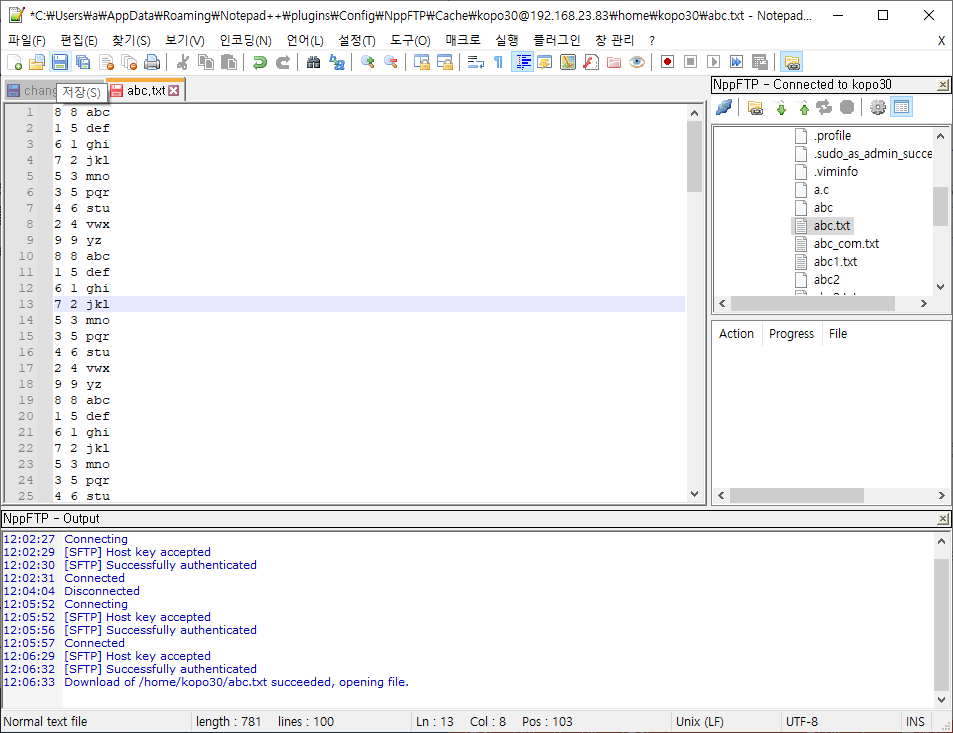 *C:₩Users₩a₩AppData₩Roaming₩Notepad++₩plugins₩Config₩NppFTP₩Cache₩kopo30@192.168.23.83₩home₩kopo30₩abc.txt - Notepad...
파일(F) 편집(E) 찾기(S) 보기(V) 인코딩(N) 언어(L) 설정(T) 도구(O) 매크로 실행 플러그인 창 관리 ? X
chang 저장(S) abc.txt
1 8 8 abc
2 1 5 def
3 6 1 ghi
4 7 2 jkl
5 5 3 mno
6 3 5 pqr
7 4 6 stu
8 2 4 vwx
9 9 9 yz
10 8 8 abc
11 1 5 def
12 6 1 ghi
13 7 2 jkl
14 5 3 mno
15 3 5 pqr
16 4 6 stu
17 2 4 vwx
18 9 9 yz
19 8 8 abc
20 1 5 def
21 6 1 ghi
22 7 2 jkl
23 5 3 mno
24 3 5 pqr
25 4 6 stu
NppFTP - Connected to kopo30
.profile
.sudo_as_admin_succe
.viminfo
a.c
abc
abc.txt
abc_com.txt
abc1.txt
abc2
Action Progress File
NppFTP - Output
12:02:27 Connecting
12:02:29 [SFTP] Host key accepted
12:02:30 [SFTP] Successfully authenticated
12:02:31 Connected
12:04:04 Disconnected
12:05:52 Connecting
12:05:52 [SFTP] Host key accepted
12:05:56 [SFTP] Successfully authenticated
12:05:57 Connected
12:06:29 [SFTP] Host key accepted
12:06:32 [SFTP] Successfully authenticated
12:06:33 Download of /home/kopo30/abc.txt succeeded, opening file.
Normal text file length : 781 lines : 100 Ln : 13 Col : 8 Pos : 103 Unix (LF) UTF-8 INS